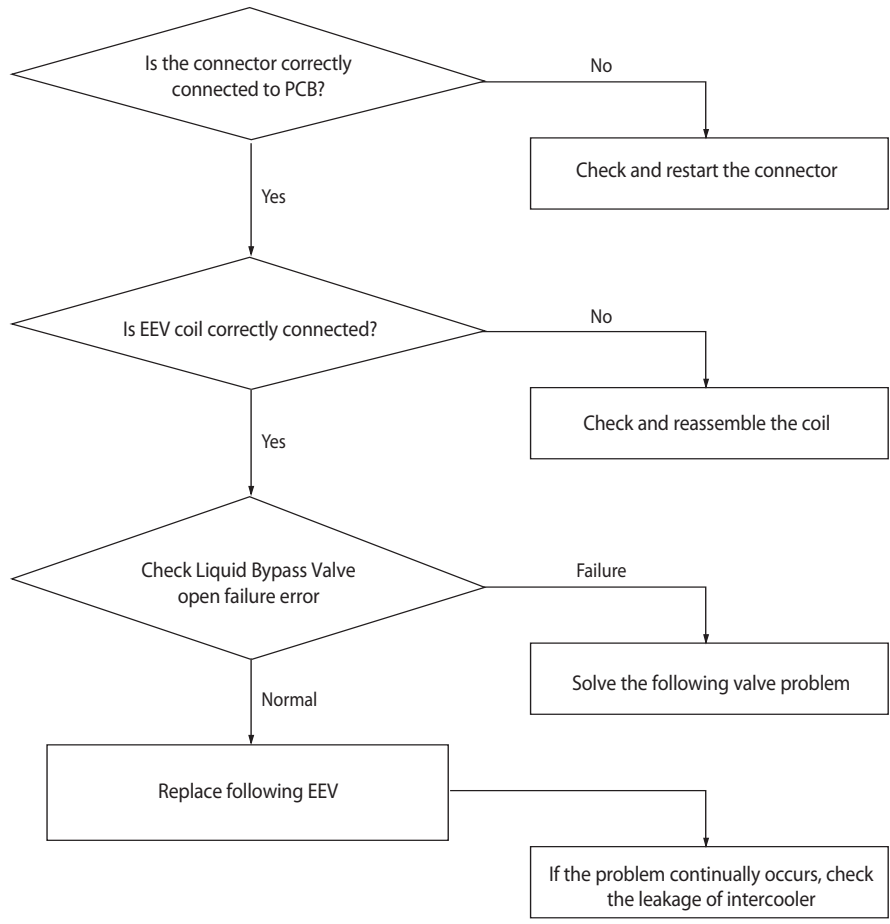 Is the connector correctly
connected to PCB?
No
Check and restart the connector
Yes
Is EEV coil correctly connected?
No
Check and reassemble the coil
Yes
Check Liquid Bypass Valve
open failure error
Failure
Solve the following valve problem
Normal
Replace following EEV
If the problem continually occurs, check
the leakage of intercooler